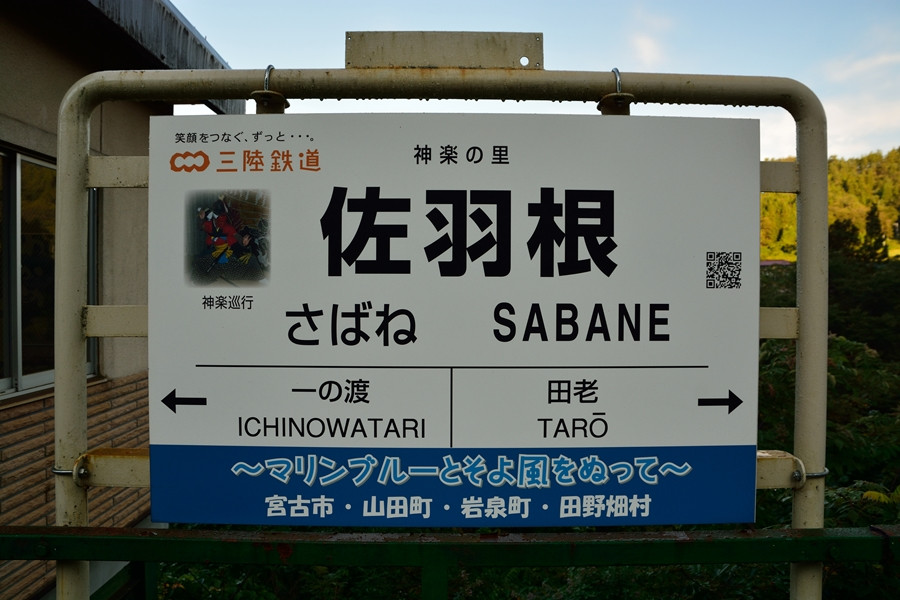 笑顔をつなぐ、ずっと・・・。
三陸鉄道
神楽の里
佐羽根
神楽巡行
さばね SABANE
一の渡 田老
ICHINOWATARI TARŌ
〜マリンブルーとそよ風をぬって〜
宮古市・山田町・岩泉町・田野畑村